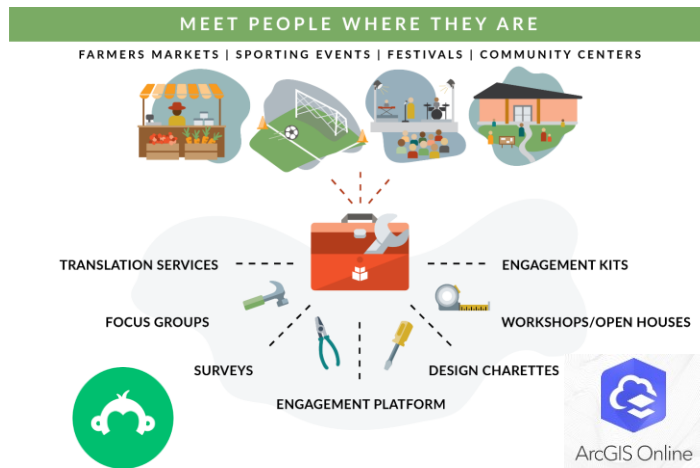 MEET PEOPLE WHERE THEY ARE
FARMERS MARKETS | SPORTING EVENTS | FESTIVALS | COMMUNITY CENTERS
TRANSLATION SERVICES
ENGAGEMENT KITS
FOCUS GROUPS
WORKSHOPS/OPEN HOUSES
SURVEYS
DESIGN CHARETTES
ENGAGEMENT PLATFORM
ArcGIS Online